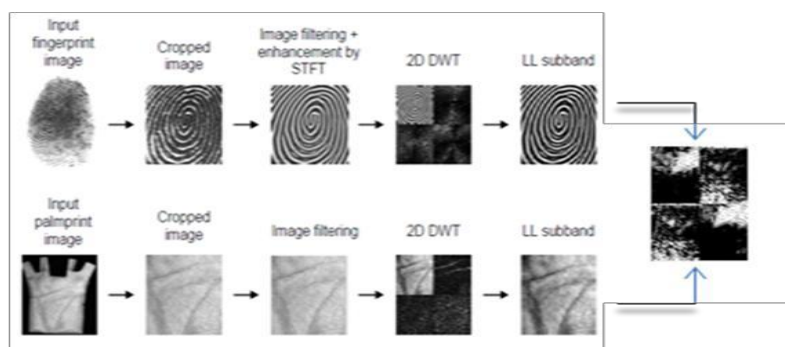 Input
fingerprint
image
Cropped
image
Image filtering +
enhancement by
STFT
2D DWT
LL subband
Input
palmprint
image
Cropped
image
Image filtering
2D DWT
LL subband